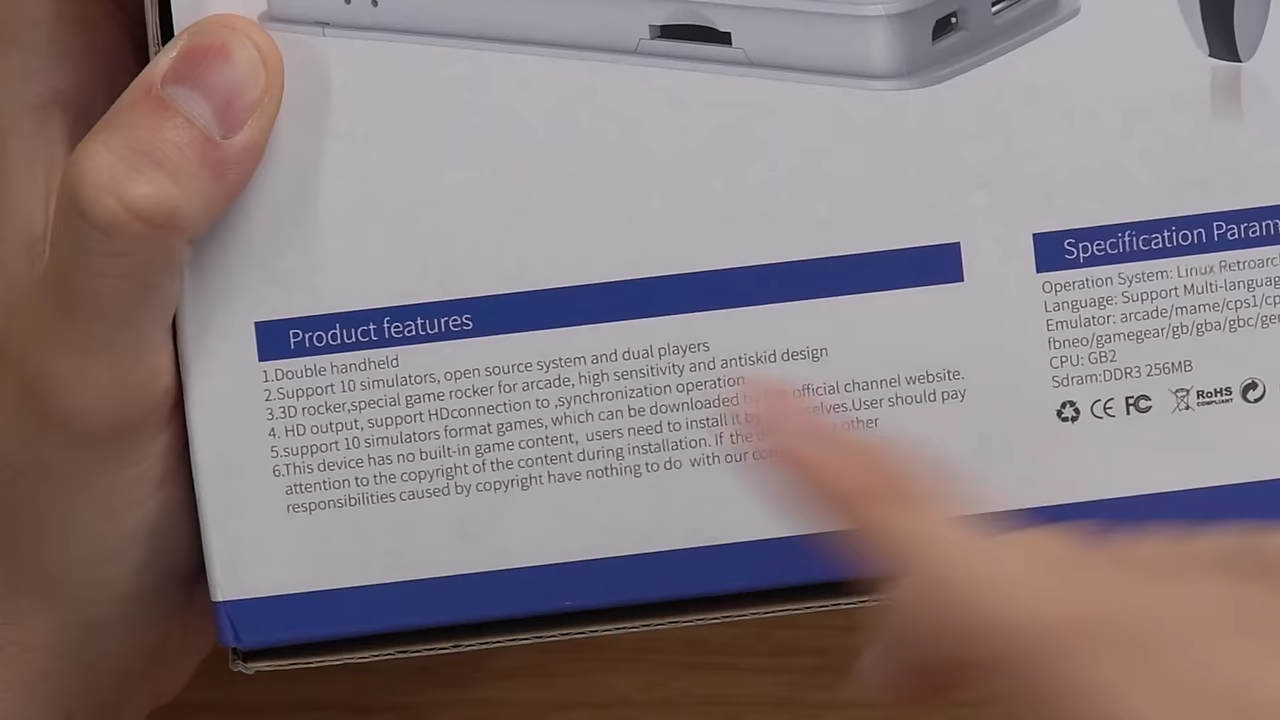 Product features
1.Double handheld
2.Support 10 simulators, open source system and dual players
3.3D rocker,special game rocker for arcade, high sensitivity and antiskid design
4. HD output, support HDconnection to ,synchronization operation
5.support 10 simulators format games, which can be downloaded official channel website.
6.This device has no built-in game content, users need to install it User should pay
attention to the copyright of the content during installation. If other
responsibilities caused by copyright have nothing to do with our
Specification Param
Operation System: Linux Retroarc
Language: Support Multi-languag
Emulator: arcade/mame/cps1/cp
fbneo/gamegear/gb/gba/gbc/ge
CPU: GB2
Sdram:DDR3 256MB
CE FC RoHS
COMPLIANT